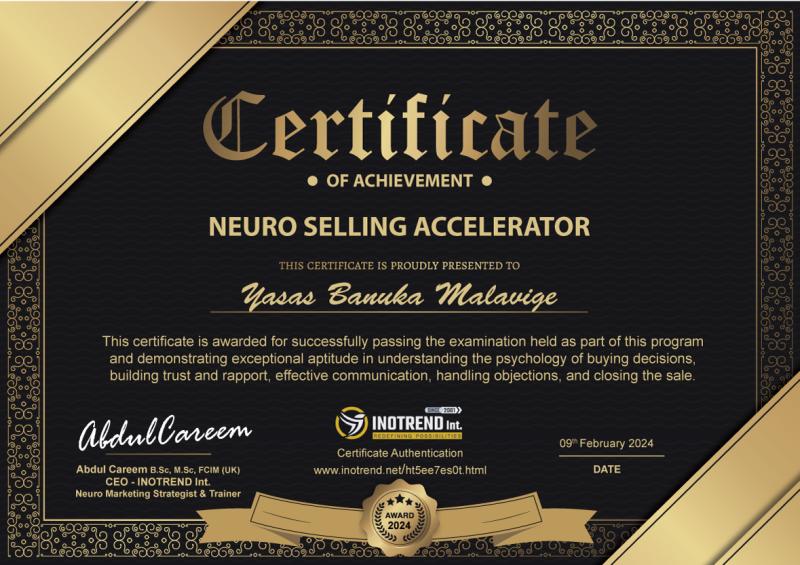 Certificate
• OF ACHIEVEMENT •
NEURO SELLING ACCELERATOR
THIS CERTIFICATE IS PROUDLY PRESENTED TO
Yasas Banuka Malavige
This certificate is awarded for successfully passing the examination held as part of this program
and demonstrating exceptional aptitude in understanding the psychology of buying decisions,
building trust and rapport, effective communication, handling objections, and closing the sale.
AbdulCareem
Abdul Careem B.Sc, M.Sc, FCIM (UK)
CEO - INOTREND Int.
Neuro Marketing Strategist & Trainer
SINCE 2007
INOTREND Int.
REDEFINING POSSIBILITIES
Certificate Authentication
www.inotrend.net/ht5ee7es0t.html
09th February 2024
DATE
AWARD
2024